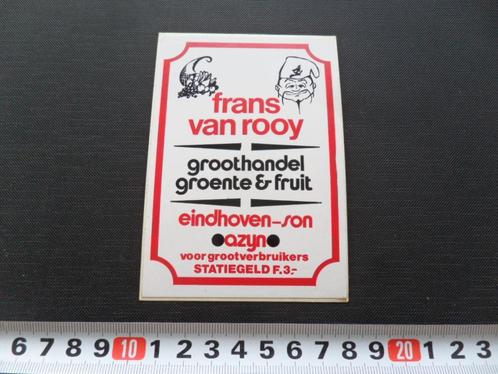 frans
van rooy
groothandel
groente & fruit
eindhoven-son
azyn
voor grootverbruikers
STATIEGELD F.3,-
6 7 8 9 10 1 2 3 4 5 6 7 8 9 20 1 2 3